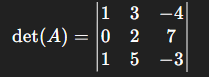 det(A) = |1 3 −4|
|0 2 7|
|1 5 −3|